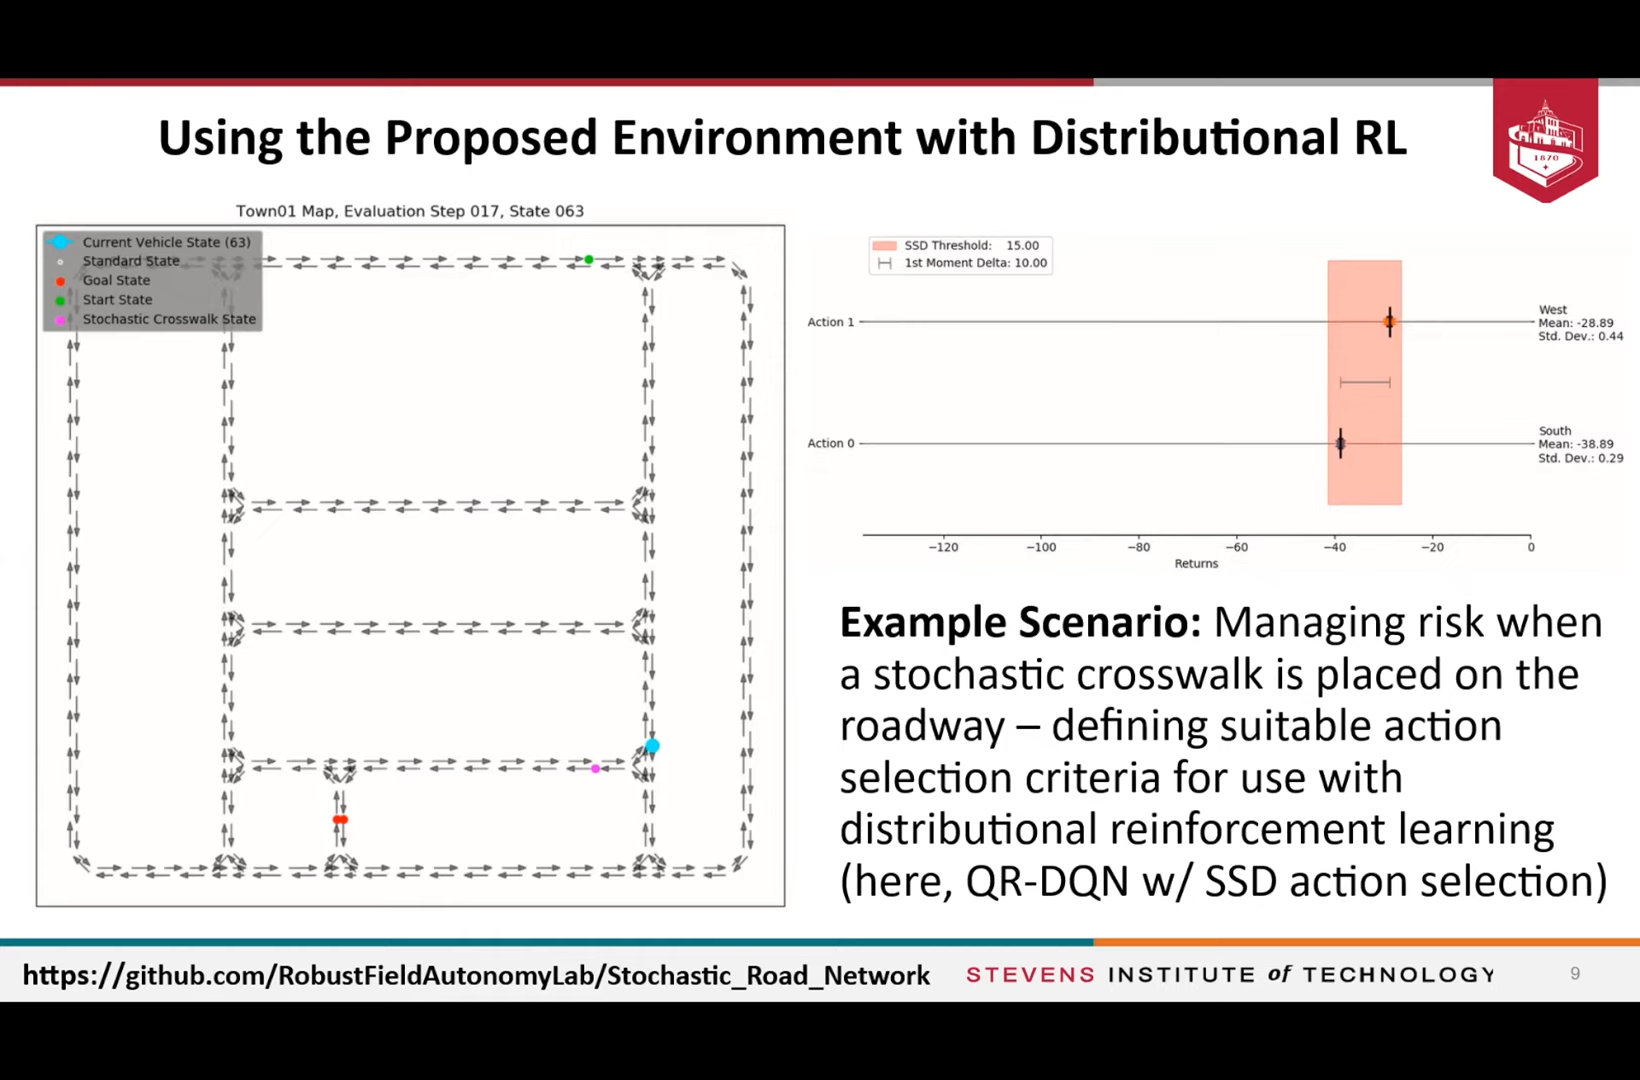 Using the Proposed Environment with Distributional RL
1870
Town01 Map, Evaluation Step 017, State 063
Current Vehicle State (63)
Standard State
Goal State
Start State
Stochastic Crosswalk State
SSD Threshold: 15.00
1st Moment Delta: 10.00
Action 1
West
Mean: -28.89
Std. Dev.: 0.44
Action 0
South
Mean: -38.89
Std. Dev.: 0.29
−120 −100 −80 −60 −40 −20 0
Returns
Example Scenario: Managing risk when
a stochastic crosswalk is placed on the
roadway – defining suitable action
selection criteria for use with
distributional reinforcement learning
(here, QR-DQN w/ SSD action selection)
https://github.com/RobustFieldAutonomyLab/Stochastic_Road_Network
STEVENS INSTITUTE of TECHNOLOGY
9